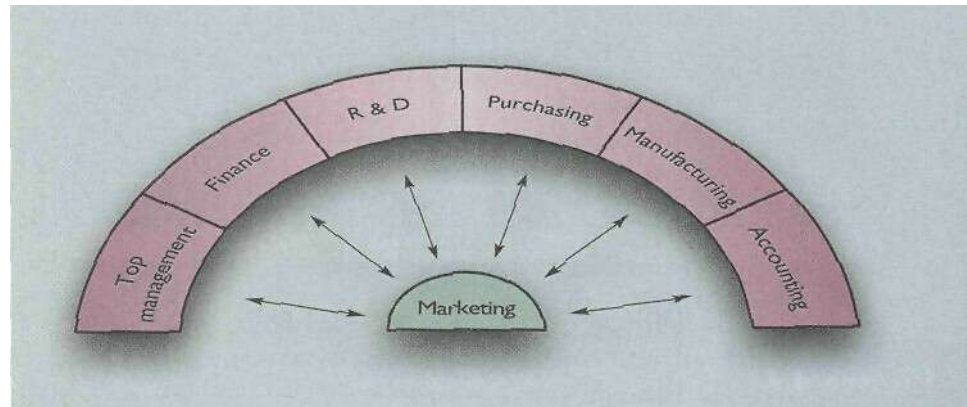 Top
management
Finance
R & D
Purchasing
Manufacturing
Accounting
Marketing